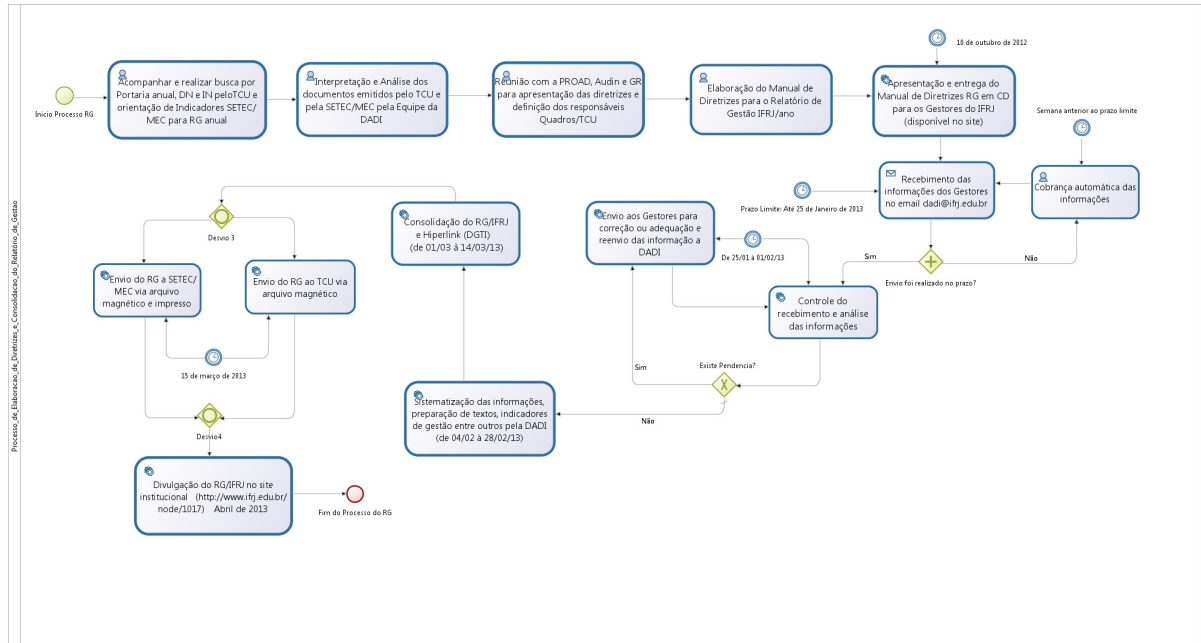 Processo_de_Elaboracao_de_Diretrizes_e_Consolidacao_do_Relatório_de_Gestao
Inicio Processo RG
Acompanhar e realizar busca por
Portaria anual, DN e IN peloTCU e
orientação de Indicadores SETEC/
MEC para RG anual
Interpretação e Análise dos
documentos emitidos pelo TCU e
pela SETEC/MEC pela Equipe da
DADI
Reunião com a PROAD, Audin e GR
para apresentação das diretrizes e
definição dos responsáveis
Quadros/TCU
Elaboração do Manual de
Diretrizes para o Relatório de
Gestão IFRJ/ano
10 de outubro de 2012
Apresentação e entrega do
Manual de Diretrizes RG em CD
para os Gestores do IFRJ
(disponível no site)
Semana anterior ao prazo limite
Cobrança automática das
informações
Recebimento das
informações dos Gestores
no email dadi@ifrj.edu.br
Prazo Limite: Até 25 de Janeiro de 2013
Sim
Não
Envio foi realizado no prazo?
Envio aos Gestores para
correção ou adequação e
reenvio das informação a
DADI
De 25/01 à 01/02/13
Controle do
recebimento e análise
das informações
Existe Pendencia?
Sim
Não
Sistematização das informações,
preparação de textos, indicadores
de gestão entre outros pela DADI
(de 04/02 à 28/02/13)
Consolidação do RG/IFRJ
e Hiperlink (DGTI)
(de 01/03 à 14/03/13)
Desvio 3
Envio do RG a SETEC/
MEC via arquivo
magnético e impresso
Envio do RG ao TCU via
arquivo magnético
15 de março de 2013
Desvio4
Divulgação do RG/IFRJ no site
institucional (http://www.ifrj.edu.br/
node/1017) Abril de 2013
Fim do Processo do RG